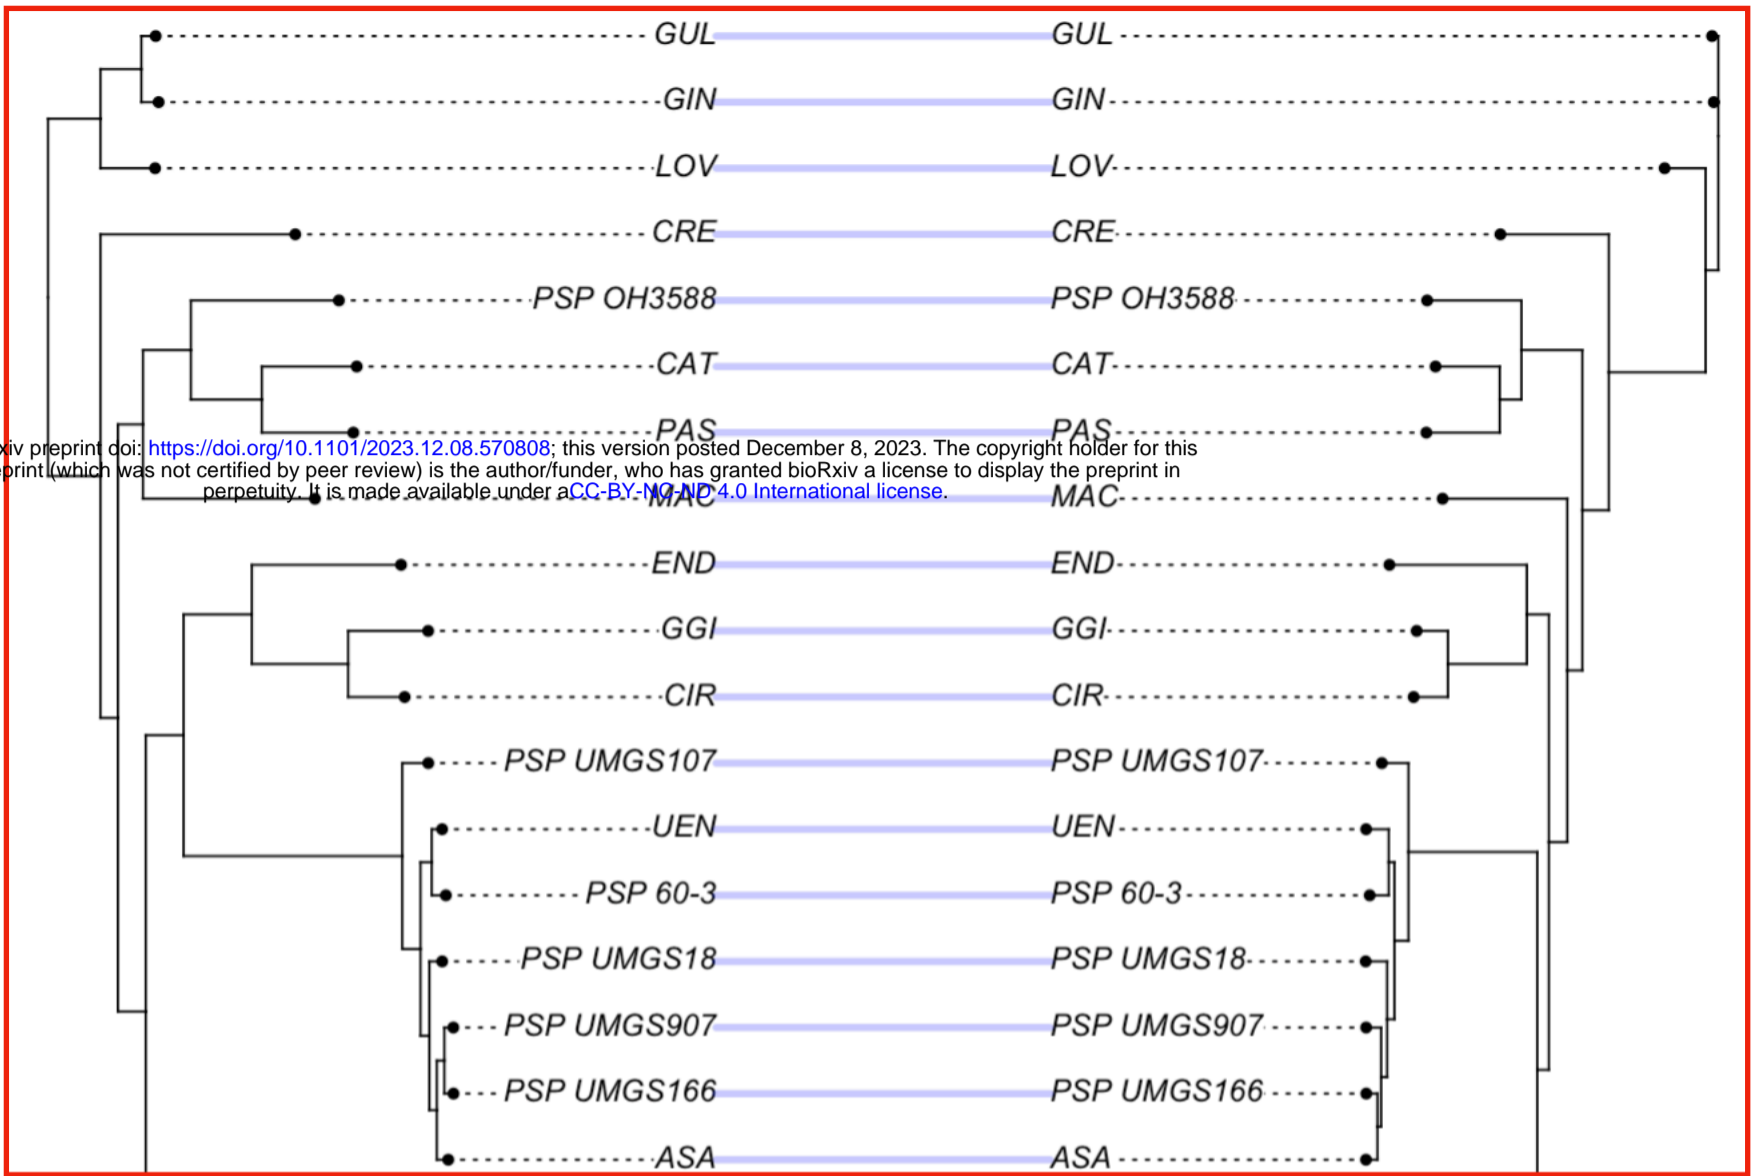 GUL GUL
GIN GIN
LOV LOV
CRE CRE
PSP OH3588 PSP OH3588
CAT CAT
PAS PAS
xiv preprint doi: https://doi.org/10.1101/2023.12.08.570808; this version posted December 8, 2023. The copyright holder for this
print (which was not certified by peer review) is the author/funder, who has granted bioRxiv a license to display the preprint in
perpetuity. It is made available under aCC-BY-NC-ND 4.0 International license.
MAC MAC
END END
GGI GGI
CIR CIR
PSP UMGS107 PSP UMGS107
UEN UEN
PSP 60-3 PSP 60-3
PSP UMGS18 PSP UMGS18
PSP UMGS907 PSP UMGS907
PSP UMGS166 PSP UMGS166
ASA ASA